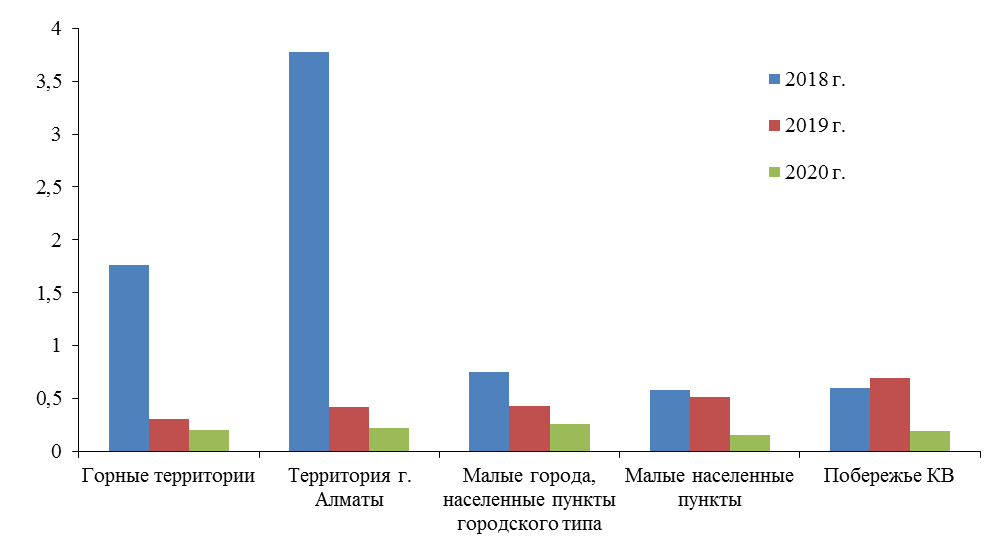 4
3,5
3
2,5
2
1,5
1
0,5
0
2018 г.
2019 г.
2020 г.
Горные территории
Территория г.
Алматы
Малые города,
населенные пункты
городского типа
Малые населенные
пункты
Побережье КВ